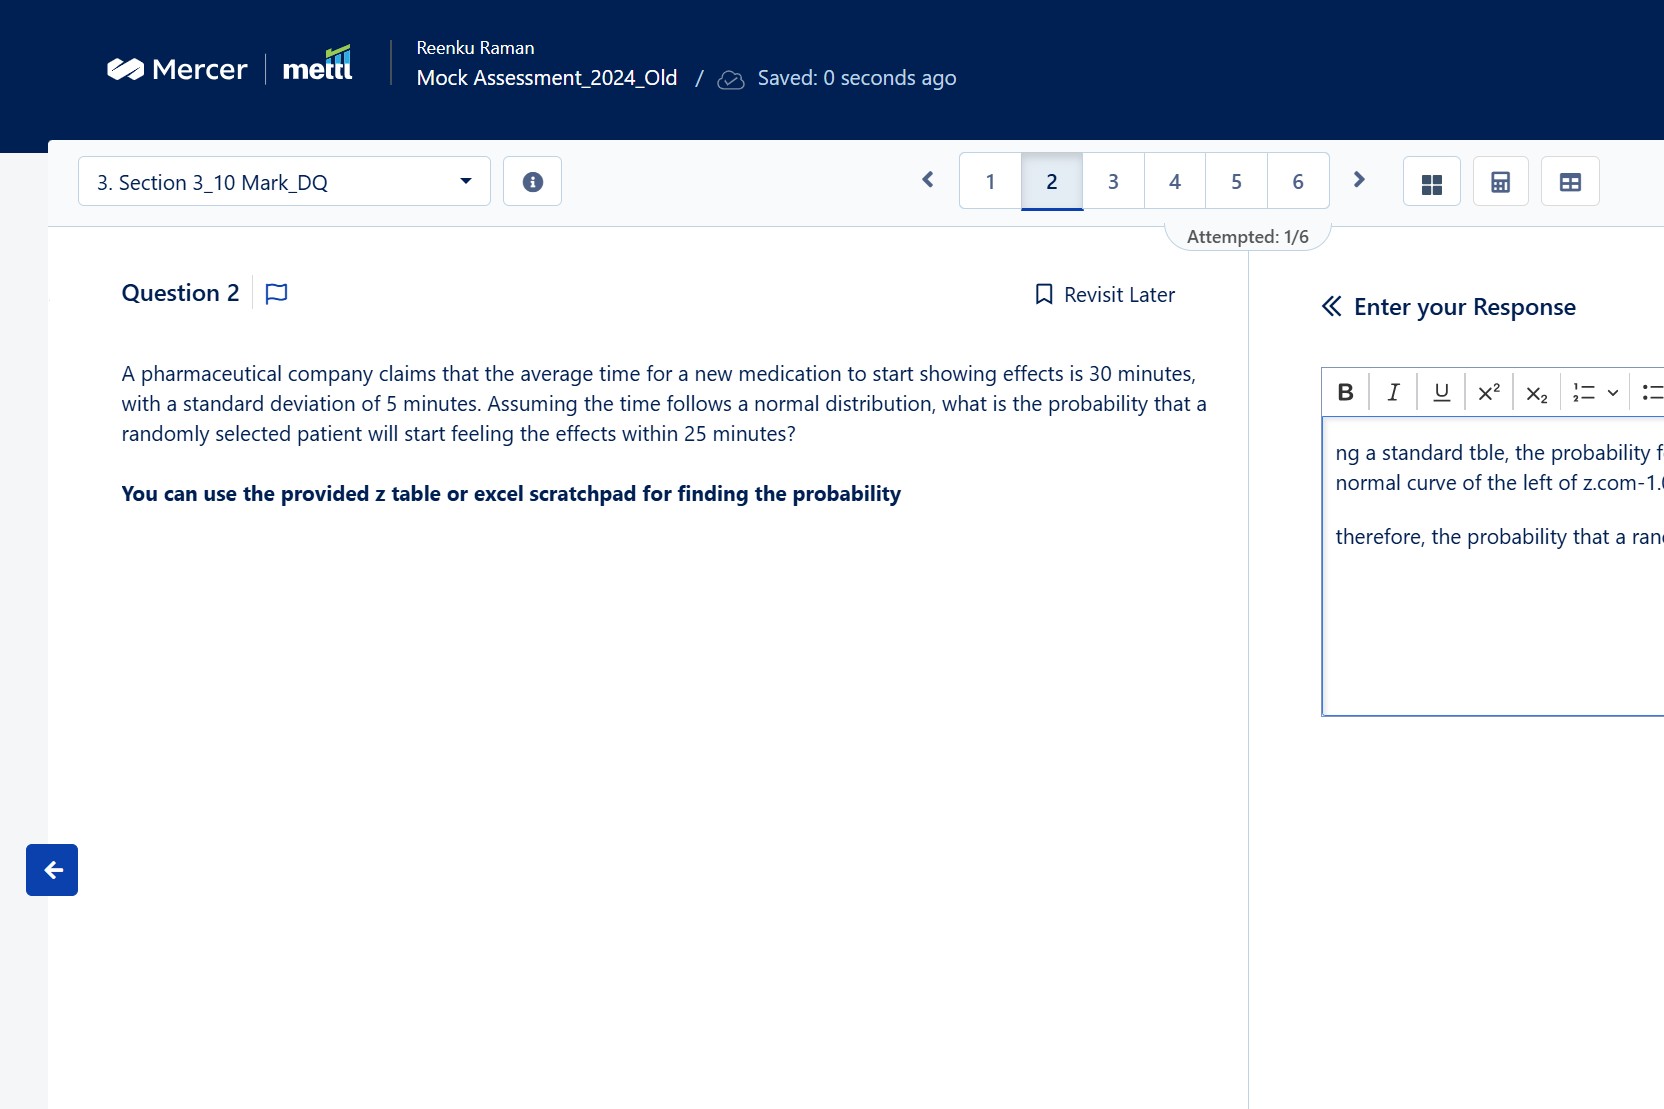 Mercer
mettl
Reenku Raman
Mock Assessment_2024_Old / Saved: 0 seconds ago
3. Section 3_10 Mark_DQ
1 2 3 4 5 6
Attempted: 1/6
Question 2
Revisit Later
A pharmaceutical company claims that the average time for a new medication to start showing effects is 30 minutes,
with a standard deviation of 5 minutes. Assuming the time follows a normal distribution, what is the probability that a
randomly selected patient will start feeling the effects within 25 minutes?
You can use the provided z table or excel scratchpad for finding the probability
Enter your Response
B I U x² x₂
ng a standard tble, the probability f
normal curve of the left of z.com-1.0
therefore, the probability that a ran